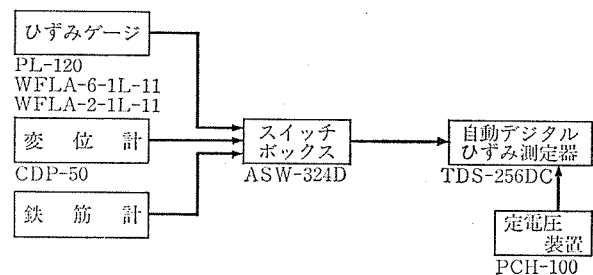 ひずみゲージ
PL-120
WFLA-6-1L-11
WFLA-2-1L-11
変位計
CDP-50
鉄筋計
スイッチ
ボックス
ASW-324D
自動デジタル
ひずみ測定器
TDS-256DC
定電圧
装置
PCH-100